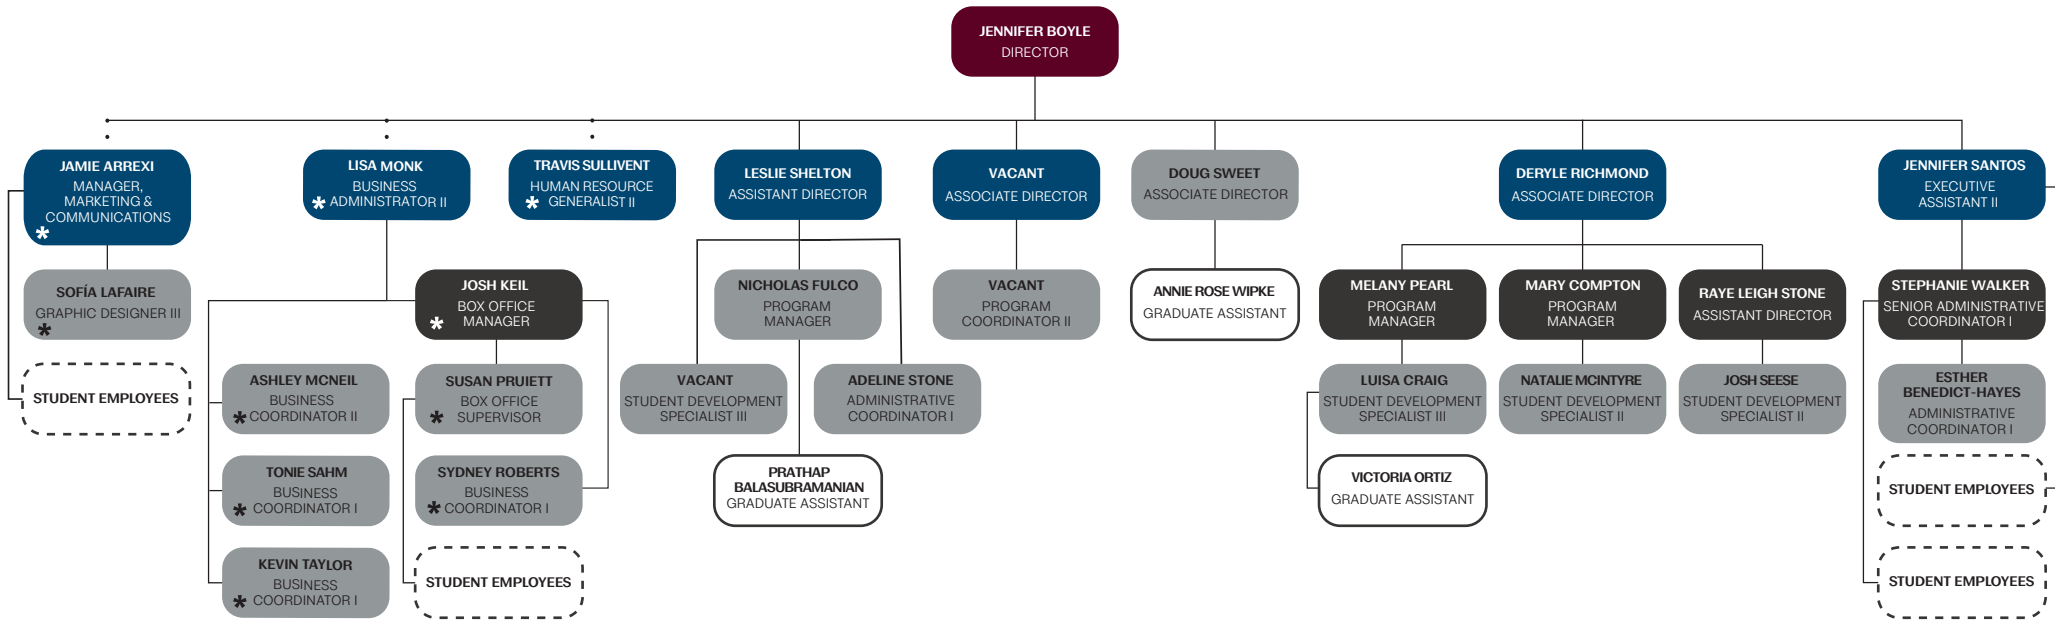 JENNIFER BOYLE
DIRECTOR
JAMIE ARREXI
MANAGER,
MARKETING &
COMMUNICATIONS
*
LISA MONK
BUSINESS
* ADMINISTRATOR II
TRAVIS SULLIVENT
HUMAN RESOURCE
* GENERALIST II
LESLIE SHELTON
ASSISTANT DIRECTOR
VACANT
ASSOCIATE DIRECTOR
DOUG SWEET
ASSOCIATE DIRECTOR
DERYLE RICHMOND
ASSOCIATE DIRECTOR
JENNIFER SANTOS
EXECUTIVE
ASSISTANT II
SOFÍA LAFAIRE
GRAPHIC DESIGNER III
*
JOSH KEIL
BOX OFFICE
* MANAGER
NICHOLAS FULCO
PROGRAM
MANAGER
VACANT
PROGRAM
COORDINATOR II
ANNIE ROSE WIPKE
GRADUATE ASSISTANT
MELANY PEARL
PROGRAM
MANAGER
MARY COMPTON
PROGRAM
MANAGER
RAYE LEIGH STONE
ASSISTANT DIRECTOR
STEPHANIE WALKER
SENIOR ADMINISTRATIVE
COORDINATOR I
STUDENT EMPLOYEES
ASHLEY MCNEIL
BUSINESS
* COORDINATOR II
SUSAN PRUIETT
BOX OFFICE
* SUPERVISOR
VACANT
STUDENT DEVELOPMENT
SPECIALIST III
ADELINE STONE
ADMINISTRATIVE
COORDINATOR I
LUISA CRAIG
STUDENT DEVELOPMENT
SPECIALIST III
NATALIE MCINTYRE
STUDENT DEVELOPMENT
SPECIALIST II
JOSH SEESE
STUDENT DEVELOPMENT
SPECIALIST II
ESTHER
BENEDICT-HAYES
ADMINISTRATIVE
COORDINATOR I
TONIE SAHM
BUSINESS
* COORDINATOR I
SYDNEY ROBERTS
BUSINESS
* COORDINATOR I
PRATHAP
BALASUBRAMANIAN
GRADUATE ASSISTANT
VICTORIA ORTIZ
GRADUATE ASSISTANT
STUDENT EMPLOYEES
KEVIN TAYLOR
BUSINESS
* COORDINATOR I
STUDENT EMPLOYEES
STUDENT EMPLOYEES